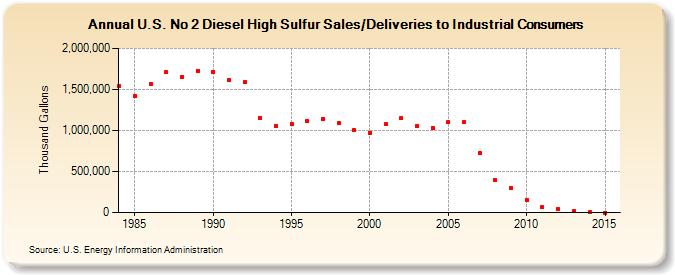 Annual U.S. No 2 Diesel High Sulfur Sales/Deliveries to Industrial Consumers
Thousand Gallons
2,000,000
1,500,000
1,000,000
500,000
0
1985 1990 1995 2000 2005 2010 2015
Source: U.S. Energy Information Administration